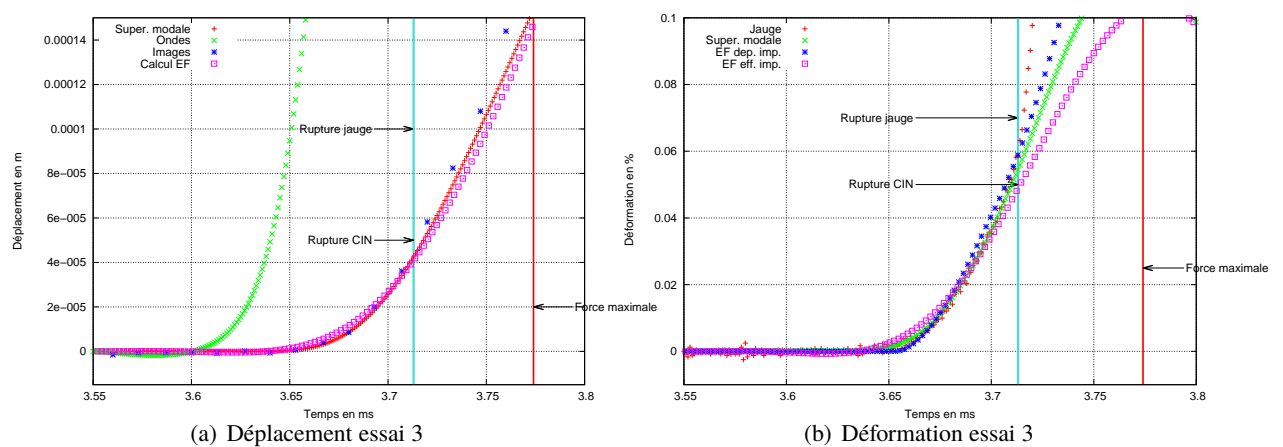 0.00014
0.00012
0.0001
8e−005
6e−005
4e−005
2e−005
0
3.55
3.6
3.65
3.7
3.75
3.8
Déplacement en m
Temps en ms
Super. modale
Ondes
Images
Calcul EF
Rupture jauge
Rupture CIN
Force maximale
(a) Déplacement essai 3
0.1
0.08
0.06
0.04
0.02
0
3.55
3.6
3.65
3.7
3.75
3.8
Déformation en %
Temps en ms
Jauge
Super. modale
EF dep. imp.
EF eff. imp.
Rupture jauge
Rupture CIN
Force maximale
(b) Déformation essai 3